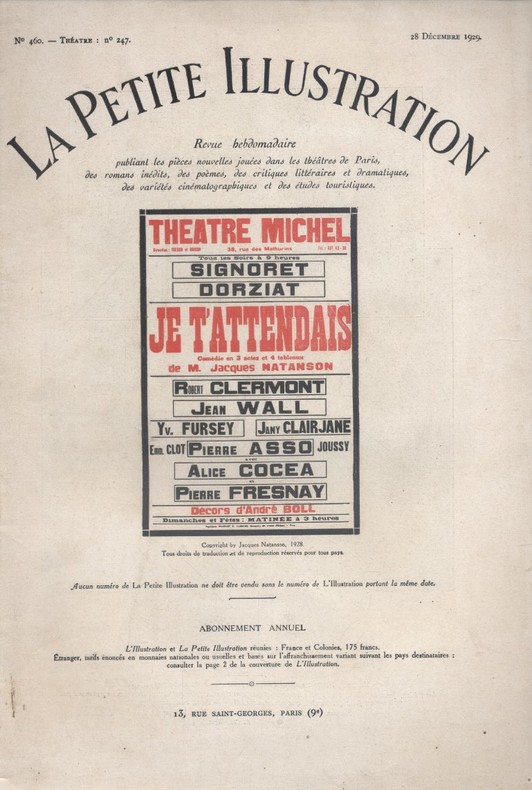 Nº 460. — Théatre : nº 247.
28 Décembre 1929.
La Petite Illustration
Revue hebdomadaire
publiant les pièces nouvelles jouées dans les théâtres de Paris,
des romans inédits, des poèmes, des critiques littéraires et dramatiques,
des variétés cinématographiques et des études touristiques.
THEATRE MICHEL
38, rue des Mathurins
Tous les Soirs à 9 heures
SIGNORET
DORZIAT
JE T'ATTENDAIS
Comédie en 3 actes et 4 tableaux
de M. Jacques NATANSON
Robert CLERMONT
Jean WALL
Yv. FURSEY Jany CLAIRJANE
Em. CLOT Pierre ASSO JOUSSY
avec
Alice COCEA
et
Pierre FRESNAY
Décors d'André BOLL
Dimanches et Fêtes : MATINÉE à 3 heures
Copyright by Jacques Natanson, 1928.
Tous droits de traduction et de reproduction réservés pour tous pays.
Aucun numéro de La Petite Illustration ne doit être vendu sans le numéro de L'Illustration portant la même date.
ABONNEMENT ANNUEL
L'Illustration et La Petite Illustration réunies : France et Colonies, 175 francs.
Étranger, tarifs énoncés en monnaies nationales ou usuelles et basés sur l'affranchissement variant suivant les pays destinataires :
consulter la page 2 de la couverture de L'Illustration.
13, RUE SAINT-GEORGES, PARIS (9e)